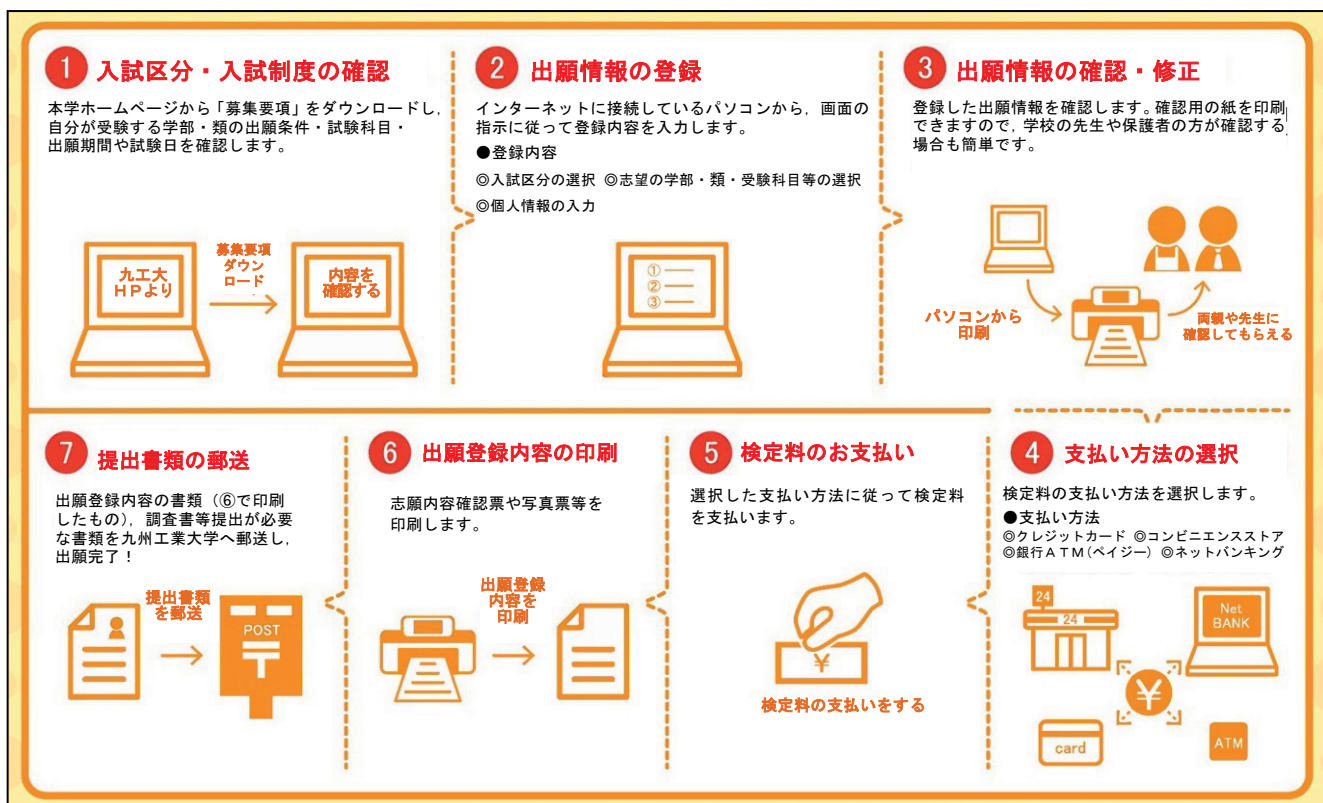 1 入試区分・入試制度の確認
本学ホームページから「募集要項」をダウンロードし，
自分が受験する学部・類の出願条件・試験科目・
出願期間や試験日を確認します。
九工大
ＨＰより
募集要項
ダウン
ロード
内容を
確認する
2 出願情報の登録
インターネットに接続しているパソコンから，画面の
指示に従って登録内容を入力します。
●登録内容
◎入試区分の選択 ◎志望の学部・類・受験科目等の選択
◎個人情報の入力
①
②
③
3 出願情報の確認・修正
登録した出願情報を確認します。確認用の紙を印刷
できますので，学校の先生や保護者の方が確認する
場合も簡単です。
パソコンから
印刷
両親や先生に
確認してもらえる
4 支払い方法の選択
検定料の支払い方法を選択します。
●支払い方法
◎クレジットカード ◎コンビニエンスストア
◎銀行ＡＴＭ（ペイジー） ◎ネットバンキング
24
24
Net
BANK
¥
card
ATM
5 検定料のお支払い
選択した支払い方法に従って検定料
を支払います。
¥
検定料の支払いをする
6 出願登録内容の印刷
志願内容確認票や写真票等を
印刷します。
出願登録
内容を
印刷
7 提出書類の郵送
出願登録内容の書類（⑥で印刷
したもの），調査書等提出が必要
な書類を九州工業大学へ郵送し，
出願完了！
提出書類
を郵送
POST
〒